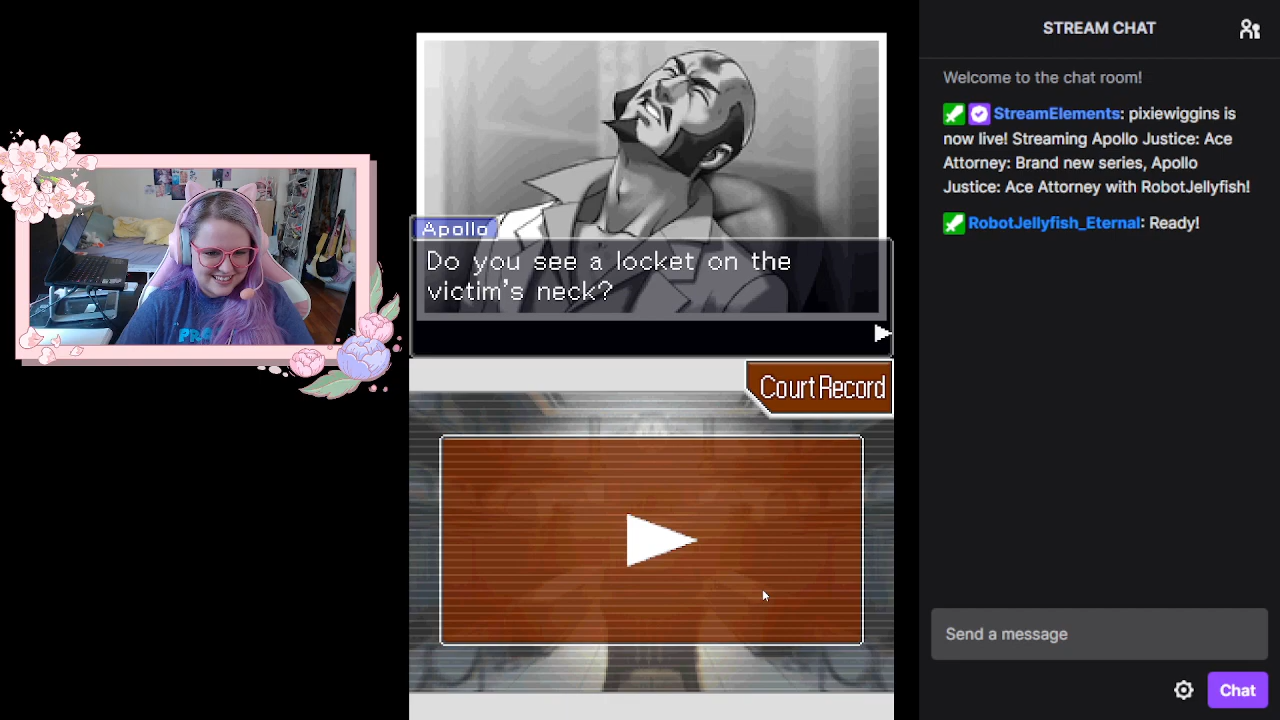 STREAM CHAT
Welcome to the chat room!
StreamElements: pixiewiggins is
now live! Streaming Apollo Justice: Ace
Attorney: Brand new series, Apollo
Justice: Ace Attorney with RobotJellyfish!
RobotJellyfish_Eternal: Ready!
Apollo
Do you see a locket on the
victim's neck?
Court Record
Send a message
Chat